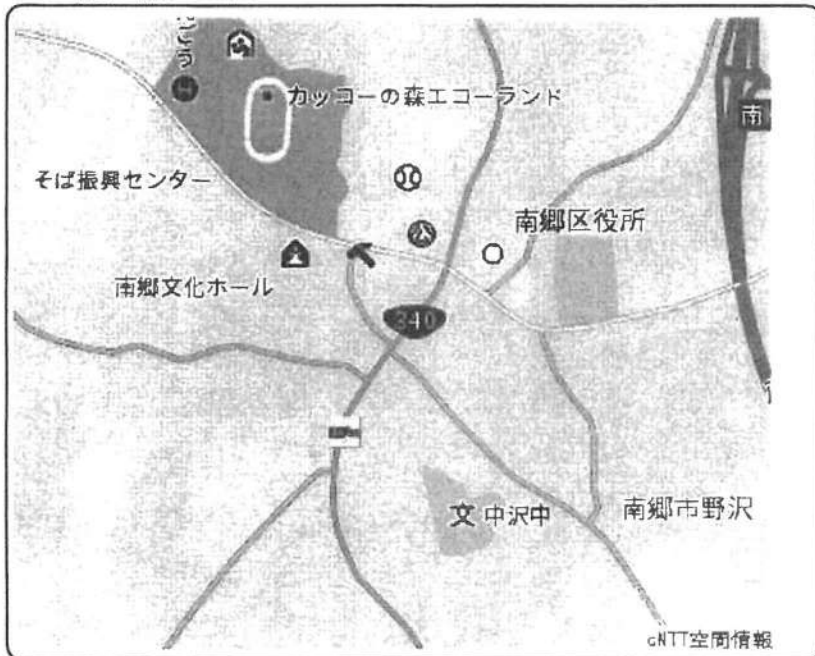 カッコーの森エコーランド
そば振興センター
南郷区役所
南
南郷文化ホール
340
中沢中
南郷市野沢
NTT空間情報